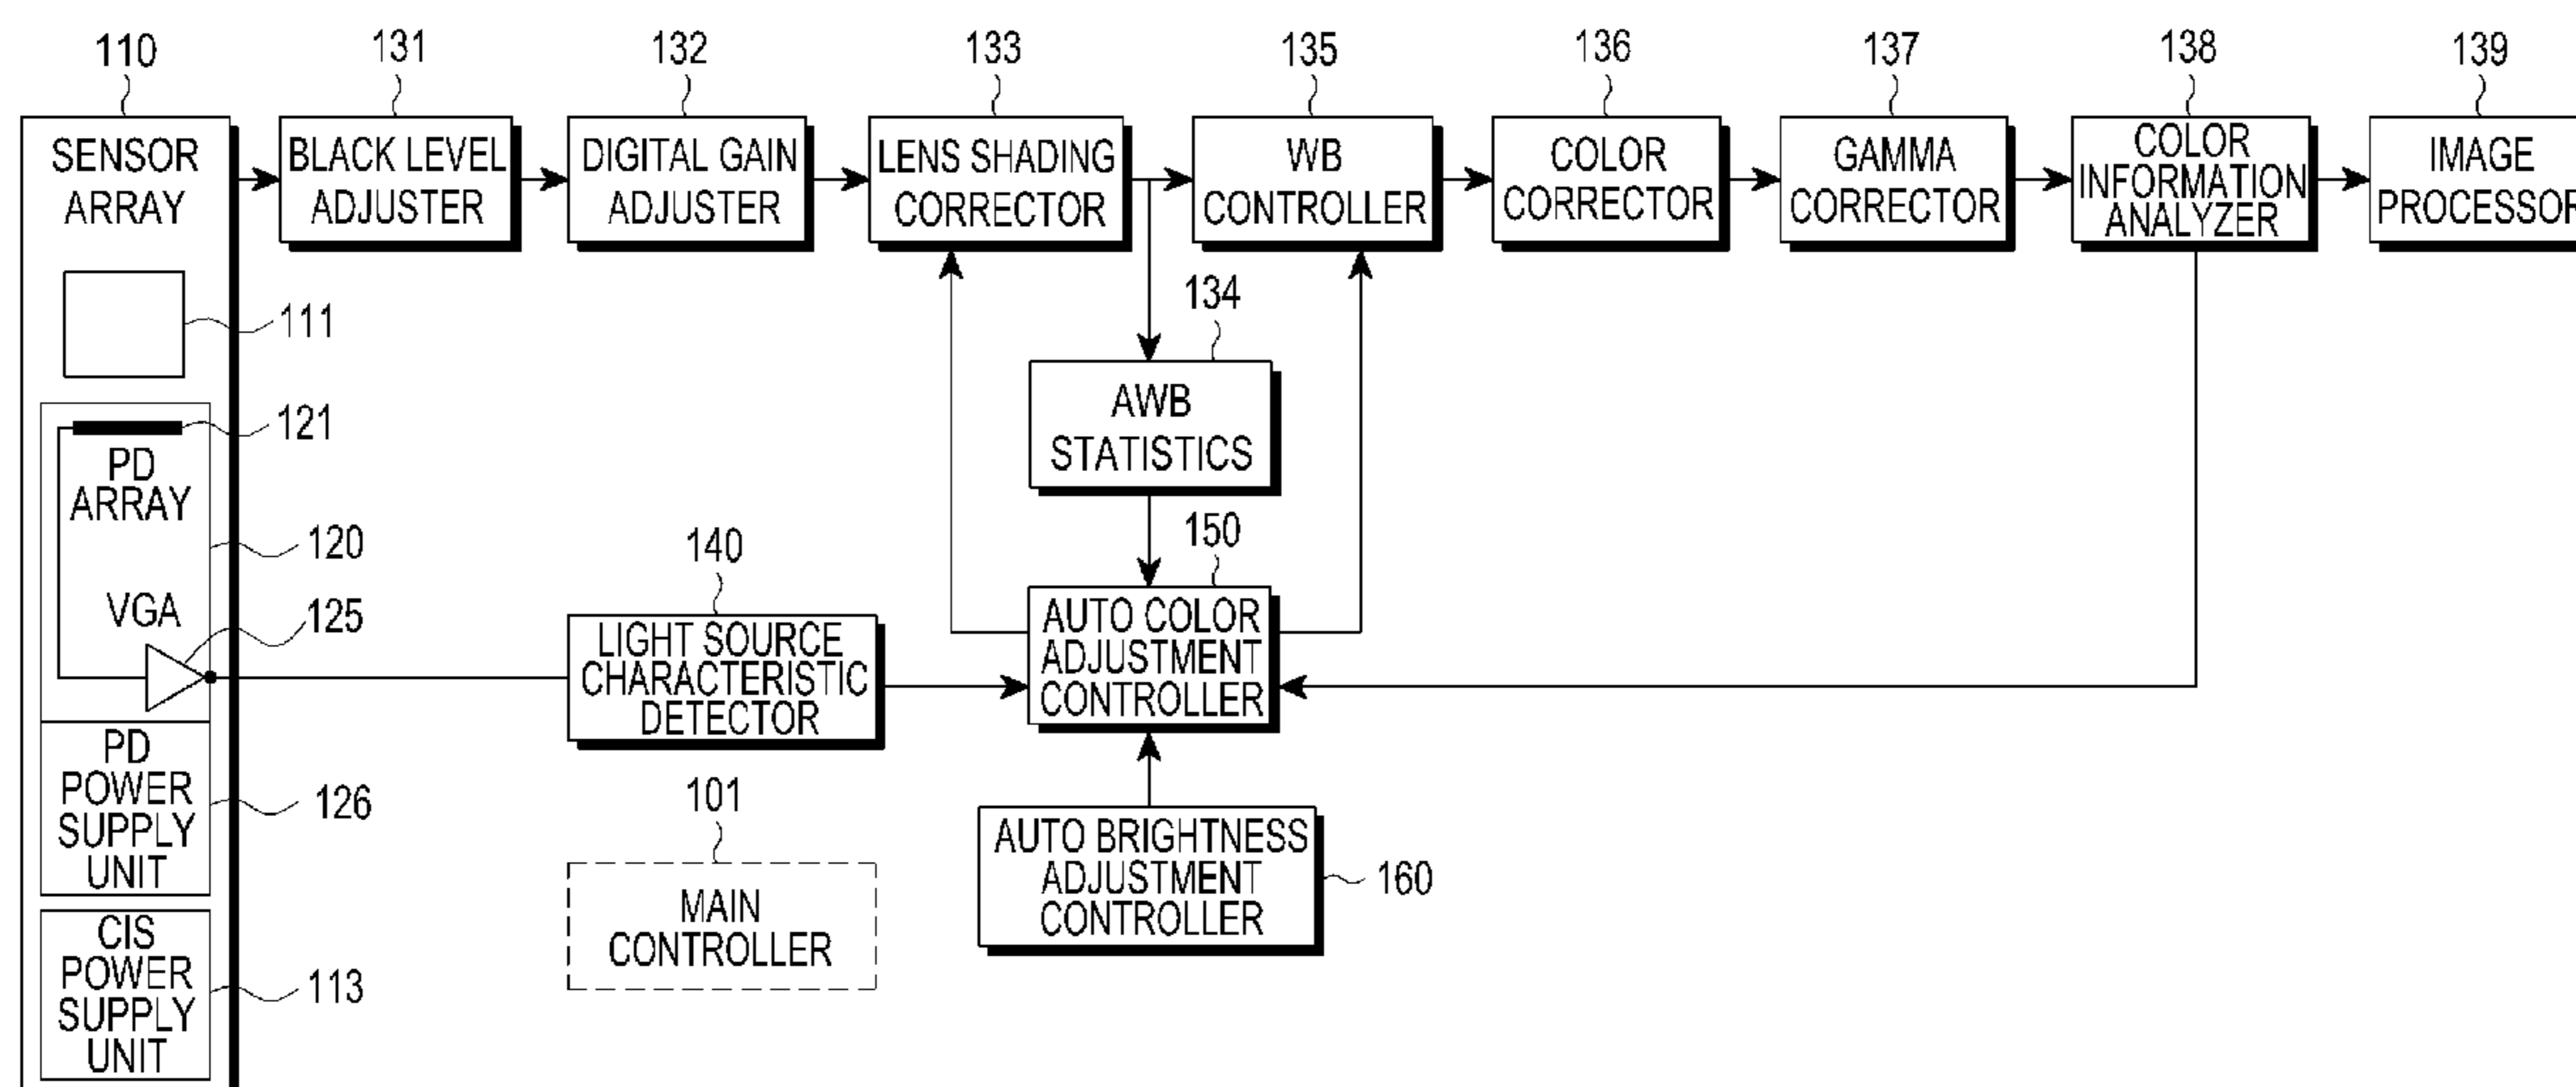 110
131
132
133
135
136
137
138
139
SENSOR
ARRAY
BLACK LEVEL
ADJUSTER
DIGITAL GAIN
ADJUSTER
LENS SHADING
CORRECTOR
WB
CONTROLLER
COLOR
CORRECTOR
GAMMA
CORRECTOR
COLOR
INFORMATION
ANALYZER
IMAGE
PROCESSOR
111
134
121
PD
ARRAY
AWB
STATISTICS
120
140
150
VGA
125
LIGHT SOURCE
CHARACTERISTIC
DETECTOR
AUTO COLOR
ADJUSTMENT
CONTROLLER
PD
POWER
SUPPLY
UNIT
126
101
MAIN
CONTROLLER
AUTO BRIGHTNESS
ADJUSTMENT
CONTROLLER
160
CIS
POWER
SUPPLY
UNIT
113